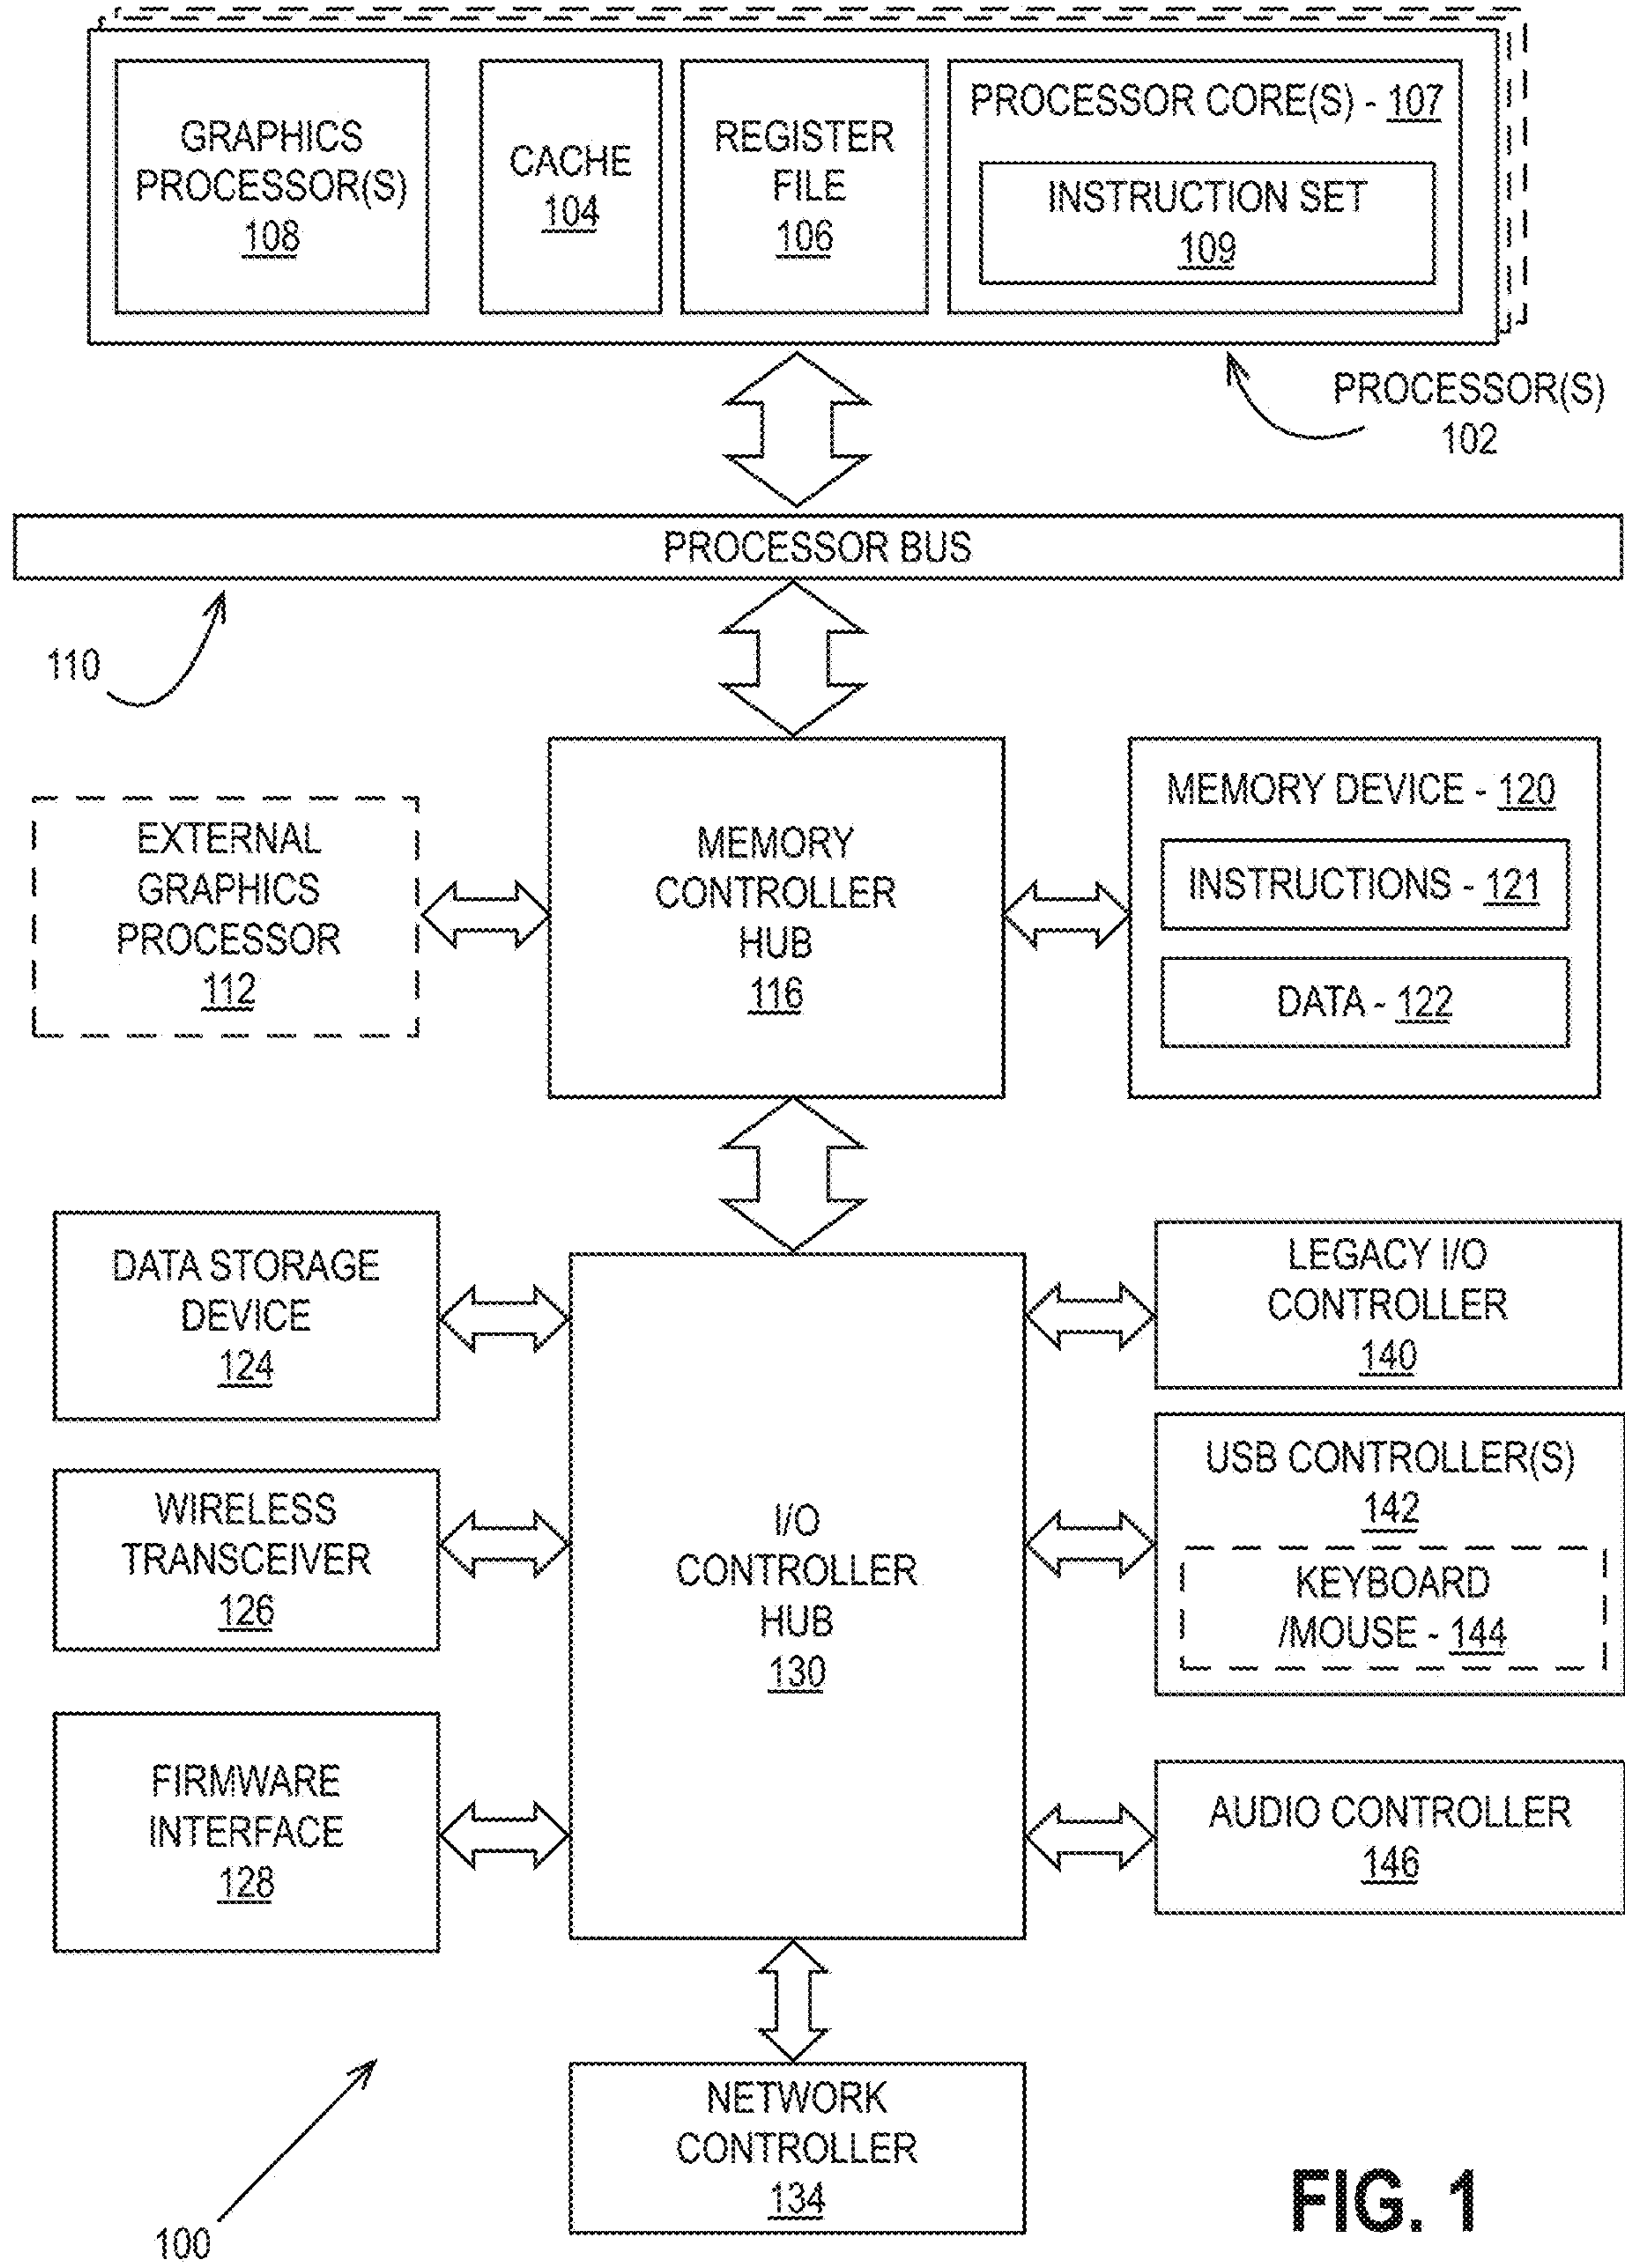 GRAPHICS
PROCESSOR(S)
108
CACHE
104
REGISTER
FILE
106
PROCESSOR CORE(S) - 107
INSTRUCTION SET
109
PROCESSOR(S)
102
PROCESSOR BUS
110
EXTERNAL
GRAPHICS
PROCESSOR
112
MEMORY
CONTROLLER
HUB
116
MEMORY DEVICE - 120
INSTRUCTIONS - 121
DATA - 122
DATA STORAGE
DEVICE
124
WIRELESS
TRANSCEIVER
126
FIRMWARE
INTERFACE
128
I/O
CONTROLLER
HUB
130
LEGACY I/O
CONTROLLER
140
USB CONTROLLER(S)
142
KEYBOARD
/MOUSE - 144
AUDIO CONTROLLER
146
NETWORK
CONTROLLER
134
100
FIG. 1